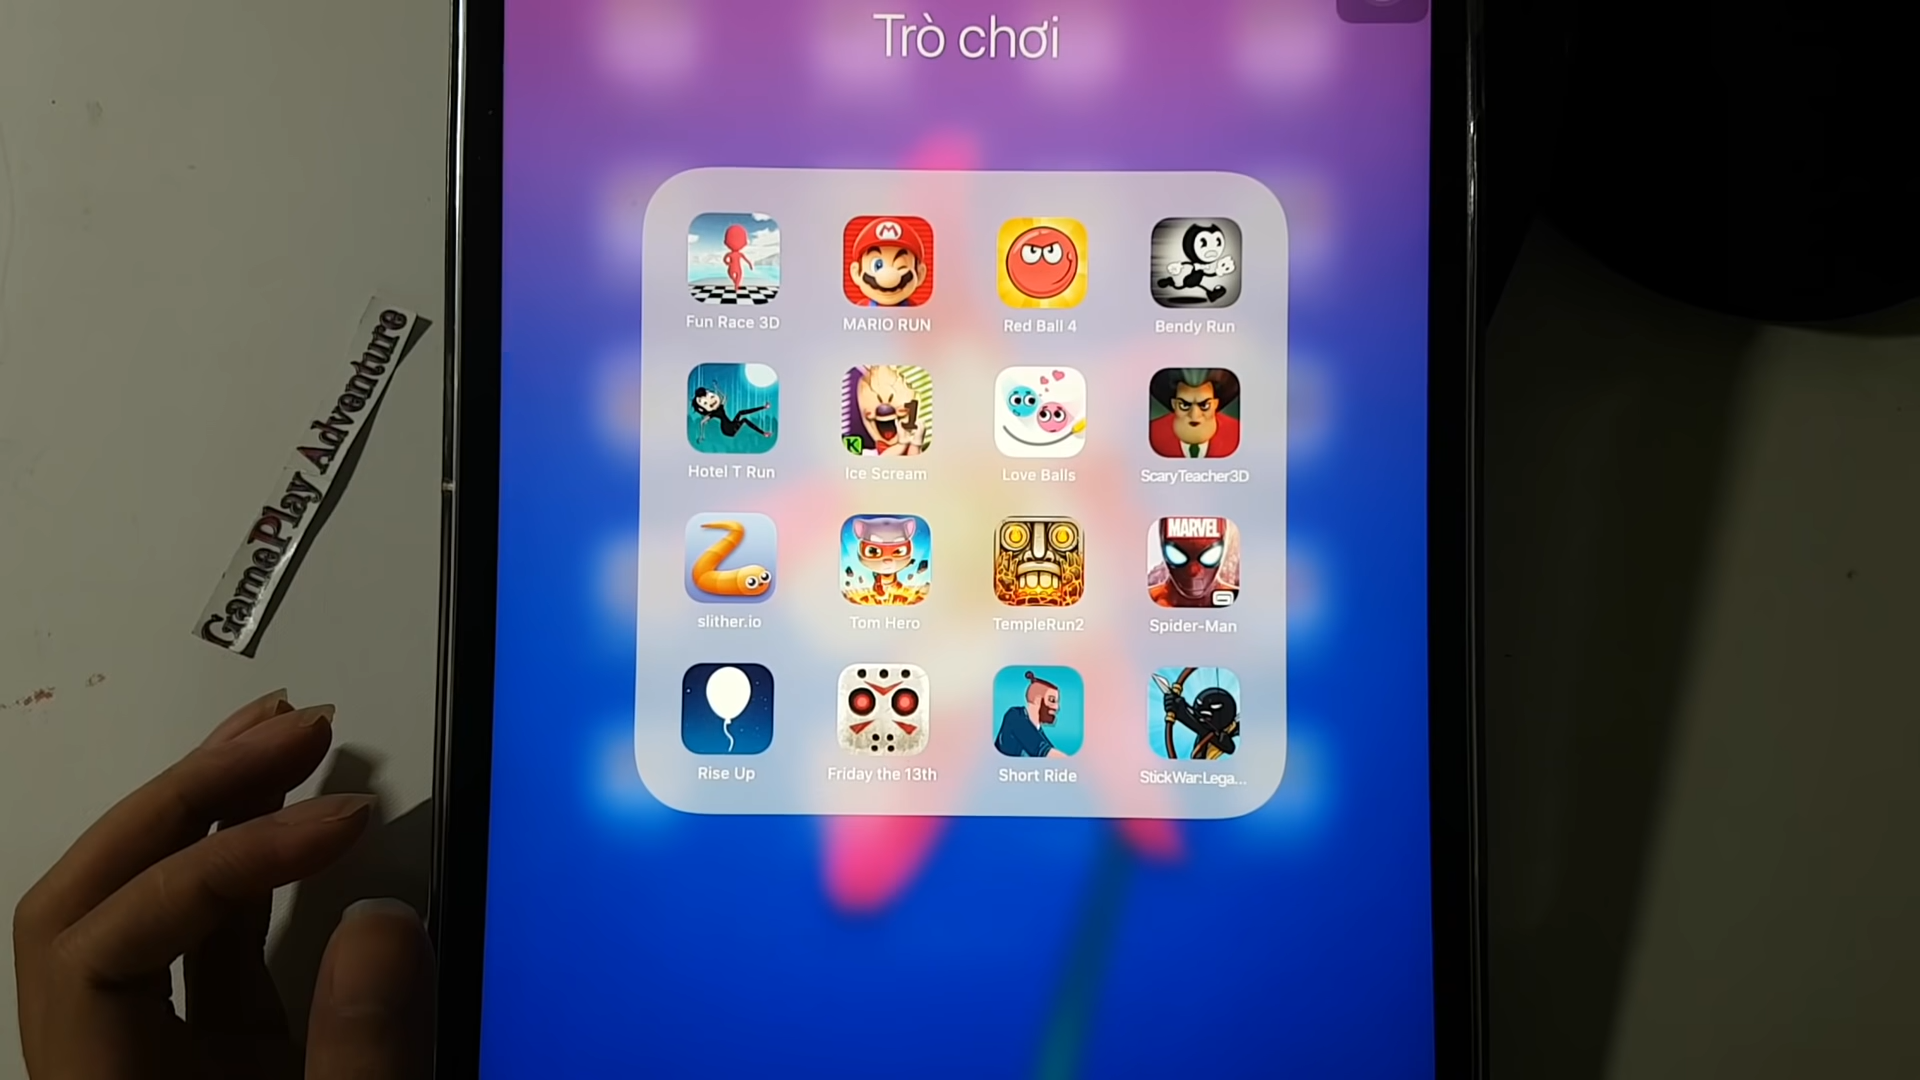 Trò chơi
GamePlay Adventure
Fun Race 3D
MARIO RUN
Red Ball 4
Bendy Run
Hotel T Run
Ice Scream
Love Balls
ScaryTeacher3D
MARVEL
slither.io
Tom Hero
TempleRun2
Spider-Man
Rise Up
Friday the 13th
Short Ride
StickWar:Lega...
M
1
K